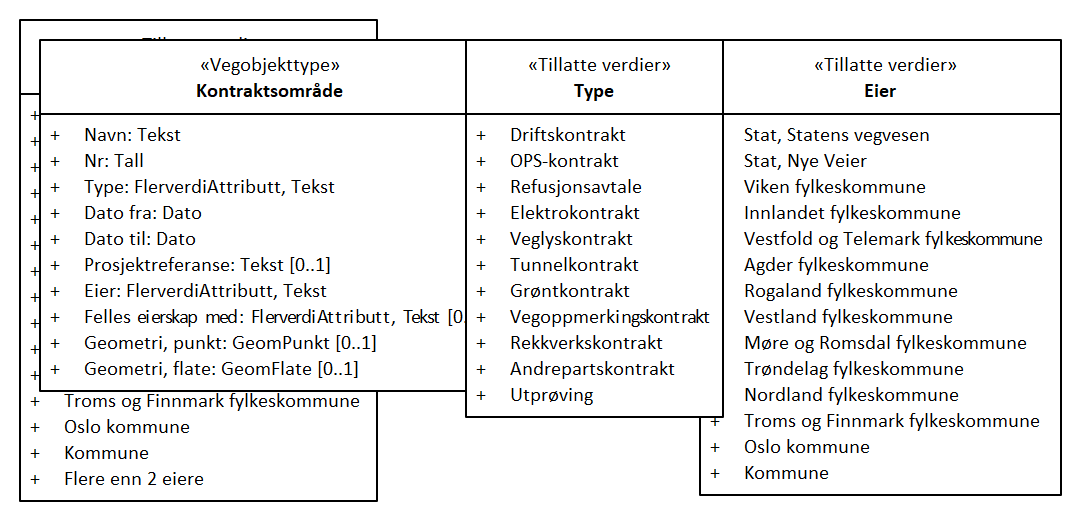 «Vegobjekttype»
Kontraktsområde
+ Navn: Tekst
+ Nr: Tall
+ Type: FlerverdiAttributt, Tekst
+ Dato fra: Dato
+ Dato til: Dato
+ Prosjektreferanse: Tekst [0..1]
+ Eier: FlerverdiAttributt, Tekst
+ Felles eierskap med: FlerverdiAttributt, Tekst [0
+ Geometri, punkt: GeomPunkt [0..1]
+ Geometri, flate: GeomFlate [0..1]
+ Troms og Finnmark fylkeskommune
+ Oslo kommune
+ Kommune
+ Flere enn 2 eiere
«Tillatte verdier»
Type
+ Driftskontrakt
+ OPS-kontrakt
+ Refusjonsavtale
+ Elektrokontrakt
+ Veglyskontrakt
+ Tunnelkontrakt
+ Grøntkontrakt
+ Vegoppmerkingskontrakt
+ Rekkverkskontrakt
+ Andrepartskontrakt
+ Utprøving
«Tillatte verdier»
Eier
Stat, Statens vegvesen
Stat, Nye Veier
Viken fylkeskommune
Innlandet fylkeskommune
Vestfold og Telemark fylkeskommune
Agder fylkeskommune
Rogaland fylkeskommune
Vestland fylkeskommune
Møre og Romsdal fylkeskommune
Trøndelag fylkeskommune
Nordland fylkeskommune
+ Troms og Finnmark fylkeskommune
+ Oslo kommune
+ Kommune